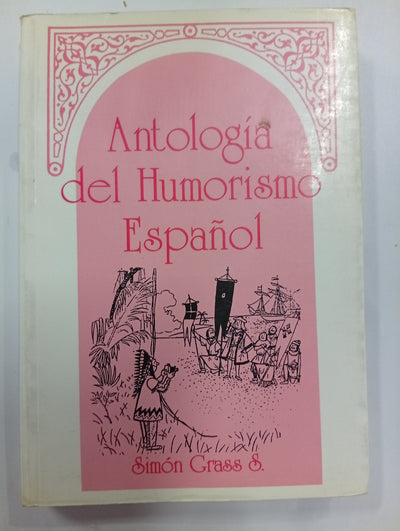 Antología
del Humorismo
Español
Simón Grass S.